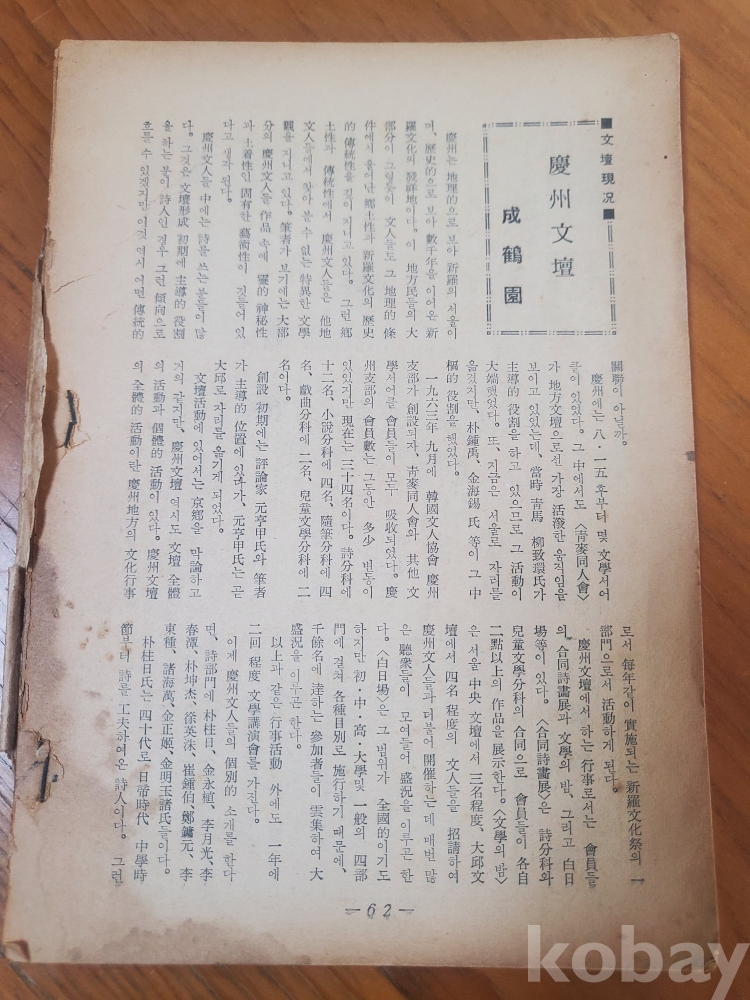 ■文壇現況■
慶州文壇
成鶴園
慶州는 地理的으로 보아 新羅의 서울이
며, 歷史的으로 보아 數千年을 이어온 新
羅文化의 發祥地이다. 이 地方民들의 大
部分이 그렇듯이 文人들도 그 地理的 條
件에서 울어난 鄕土性과 新羅文化의 歷史
的 傳統性을 깊이 지니고 있다. 그런 鄕
土性과 傳統性에서 慶州文人들은 他地
文人들에서 찾아 볼 수 없는 特異한 文學
觀을 지니고 있다. 筆者가 보기에는 大部
分의 慶州文人들 作品 속에 靈的 神秘性
과 土着性인 固有한 藝術性이 깃들어 있
다고 생각 된다.
慶州文人들 中에는 詩를 쓰는 분들이 많
다. 그것은 文壇形成 初期에 主導的 役割
을 하는 분이 詩人인 경우 그런 傾向으로
흐를 수 있겠지만 이것 역시 어떤 傳統的
關聯이 아닐까.
慶州에는 八·一五 후부터 몇 文學서어
클이 있었다. 그 中에서도 〈靑麥同人會〉
가 地方文壇으로선 가장 活潑한 움직임을
보이고 있었는데, 當時 靑馬 柳致環氏가
主導的 役割을 하고 있으므로 그 活動이
大端했었다. 또, 지금은 서울로 자리를
옮겼지만, 朴鍾禹, 金海錫 氏 等이 그 中
樞的 役割을 했었다.
一九六三年 九月에 韓國文人協會 慶州
支部가 創設되자, 靑麥同人會와 其他 文
學서어클 會員들이 모두 吸收되었다. 慶
州支部의 會員數는 그동안 多少 변동이
있었지만 現在는 三十四名이다. 詩分科에
十二名, 小說分科에 四名, 隨筆分科에 四
名, 戱曲分科에 二名, 兒童文學分科에 二
名이다.
創設 初期에는 評論家 元亨甲氏와 筆者
가 主導的 位置에 있다가, 元亨甲氏는 곧
大邱로 자리를 옮기게 되었다.
文壇活動에 있어서는 京鄕을 막論하고
거의 같지만, 慶州文壇 역시도 文壇 全體
의 活動과 個體的 活動이 있다. 慶州文壇
의 全體的 活動이란 慶州地方의 文化行事
로서 每年같이 實施되는 新羅文化祭의 一
部門으로서 活動하게 된다.
慶州文壇에서 하는 行事로서는 會員들
의 合同詩畵展과 文學의 밤, 그리고 白日
場等이 있다. 〈合同詩畵展〉은 詩分科와
兒童文學分科의 合同으로 會員들이 各自
二點以上의 作品을 展示한다. 〈文學의 밤〉
은 서울 中央 文壇에서 三名程度, 大邱文
壇에서 四名 程度의 文人들을 招請하여
慶州文人들과 더불어 開催하는데 매번 많
은 聽衆들이 모여들어 盛況을 이루곤 한
다. 〈白日場〉은 그 범위가 全國的이기도
하지만 初·中·高·大學및 一般의 四部
門에 걸쳐 各種目別로 施行하기 때문에,
千餘名에 達하는 參加者들이 雲集하여 大
盛況을 이루곤 한다.
以上과 같은 行事活動 外에도 一年에
二回 程度 文學講演會를 가진다.
이제 慶州文人들의 個別的 소개를 한다
면, 詩部門에 朴柱日, 金永植, 李月光, 李
春潭, 朴坤杰, 徐英洙, 崔鍾伯, 鄭鏞元, 李
東種, 諸海萬, 金正姬, 金明玉諸氏들이다.
朴柱日氏는 四十代로 日帝時代 中學時
節부터 詩를 工夫하여온 詩人이다. 그런
—62—
kobay